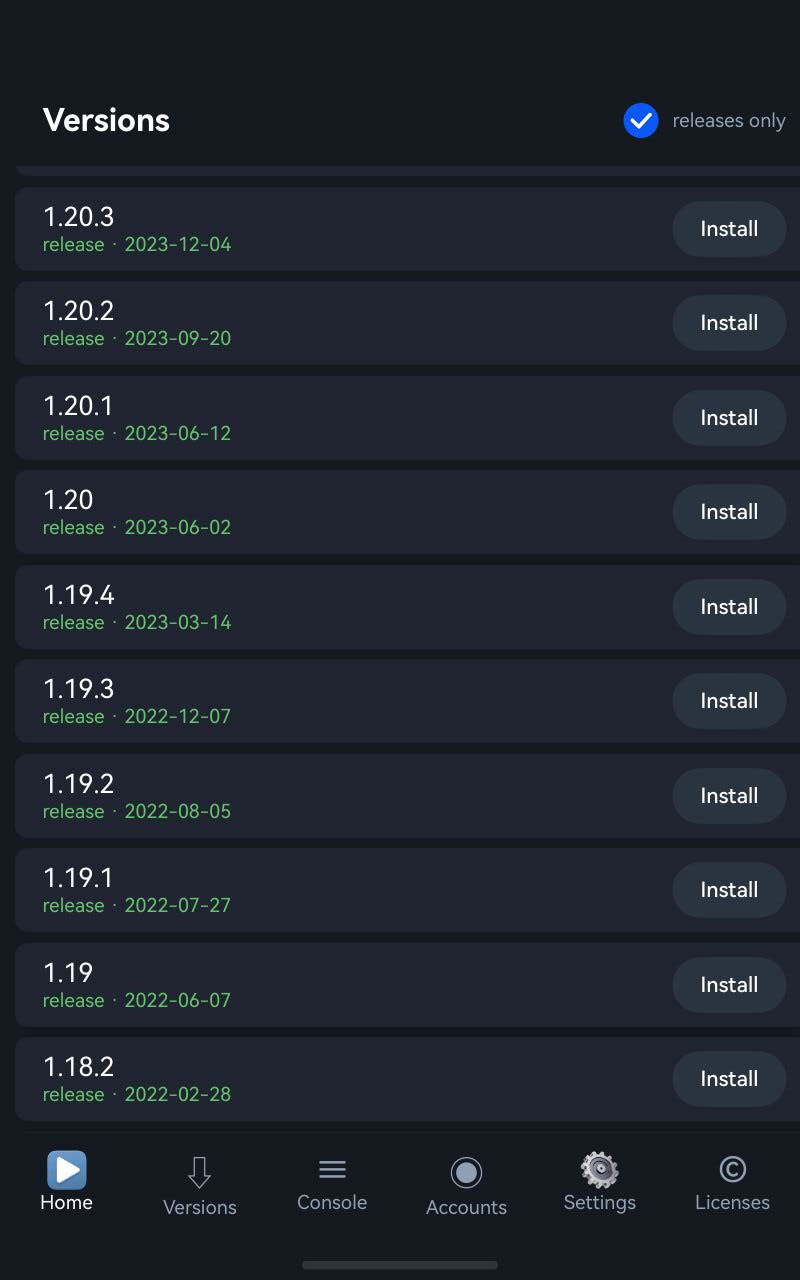 Versions
releases only
1.20.3
release · 2023-12-04
Install
1.20.2
release · 2023-09-20
Install
1.20.1
release · 2023-06-12
Install
1.20
release · 2023-06-02
Install
1.19.4
release · 2023-03-14
Install
1.19.3
release · 2022-12-07
Install
1.19.2
release · 2022-08-05
Install
1.19.1
release · 2022-07-27
Install
1.19
release · 2022-06-07
Install
1.18.2
release · 2022-02-28
Install
Home
Versions
Console
Accounts
Settings
Licenses